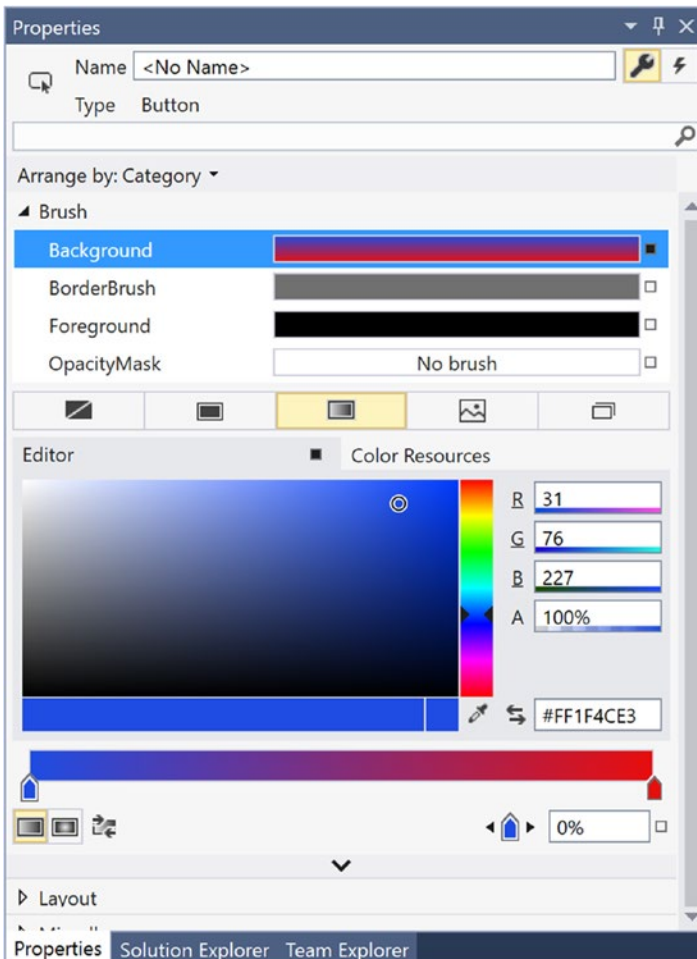 Properties
Name <No Name>
Type Button
Arrange by: Category
Brush
Background
BorderBrush
Foreground
OpacityMask No brush
Editor Color Resources
R 31
G 76
B 227
A 100%
#FF1F4CE3
0%
Layout
Properties Solution Explorer Team Explorer